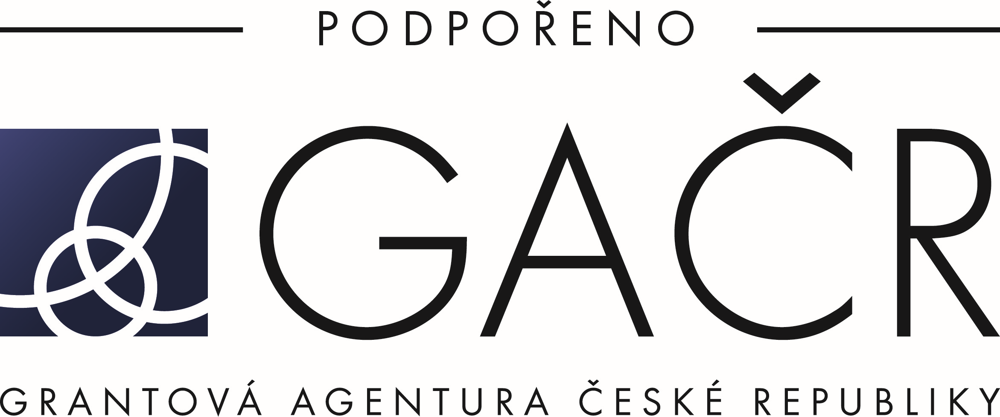 PODPOŘENO
GAČR
GRANTOVÁ AGENTURA ČESKÉ REPUBLIKY